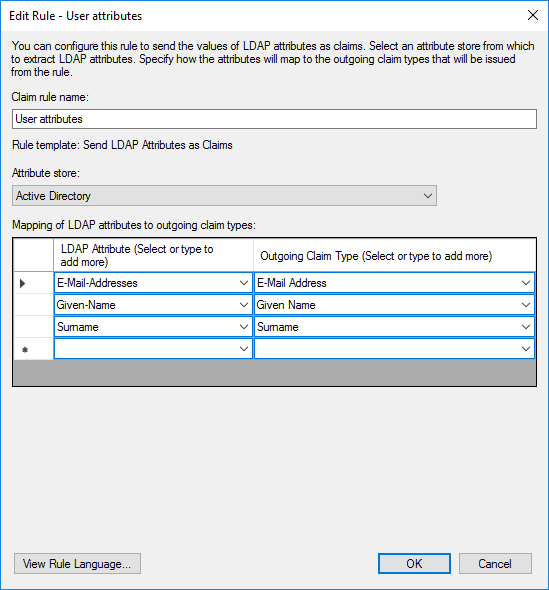 Edit Rule - User attributes
You can configure this rule to send the values of LDAP attributes as claims. Select an attribute store from which
to extract LDAP attributes. Specify how the attributes will map to the outgoing claim types that will be issued
from the rule.
Claim rule name:
User attributes
Rule template: Send LDAP Attributes as Claims
Attribute store:
Active Directory
Mapping of LDAP attributes to outgoing claim types:
LDAP Attribute (Select or type to
add more)
Outgoing Claim Type (Select or type to add more)
E-Mail-Addresses
E-Mail Address
Given-Name
Given Name
Surname
Surname
View Rule Language...
OK
Cancel